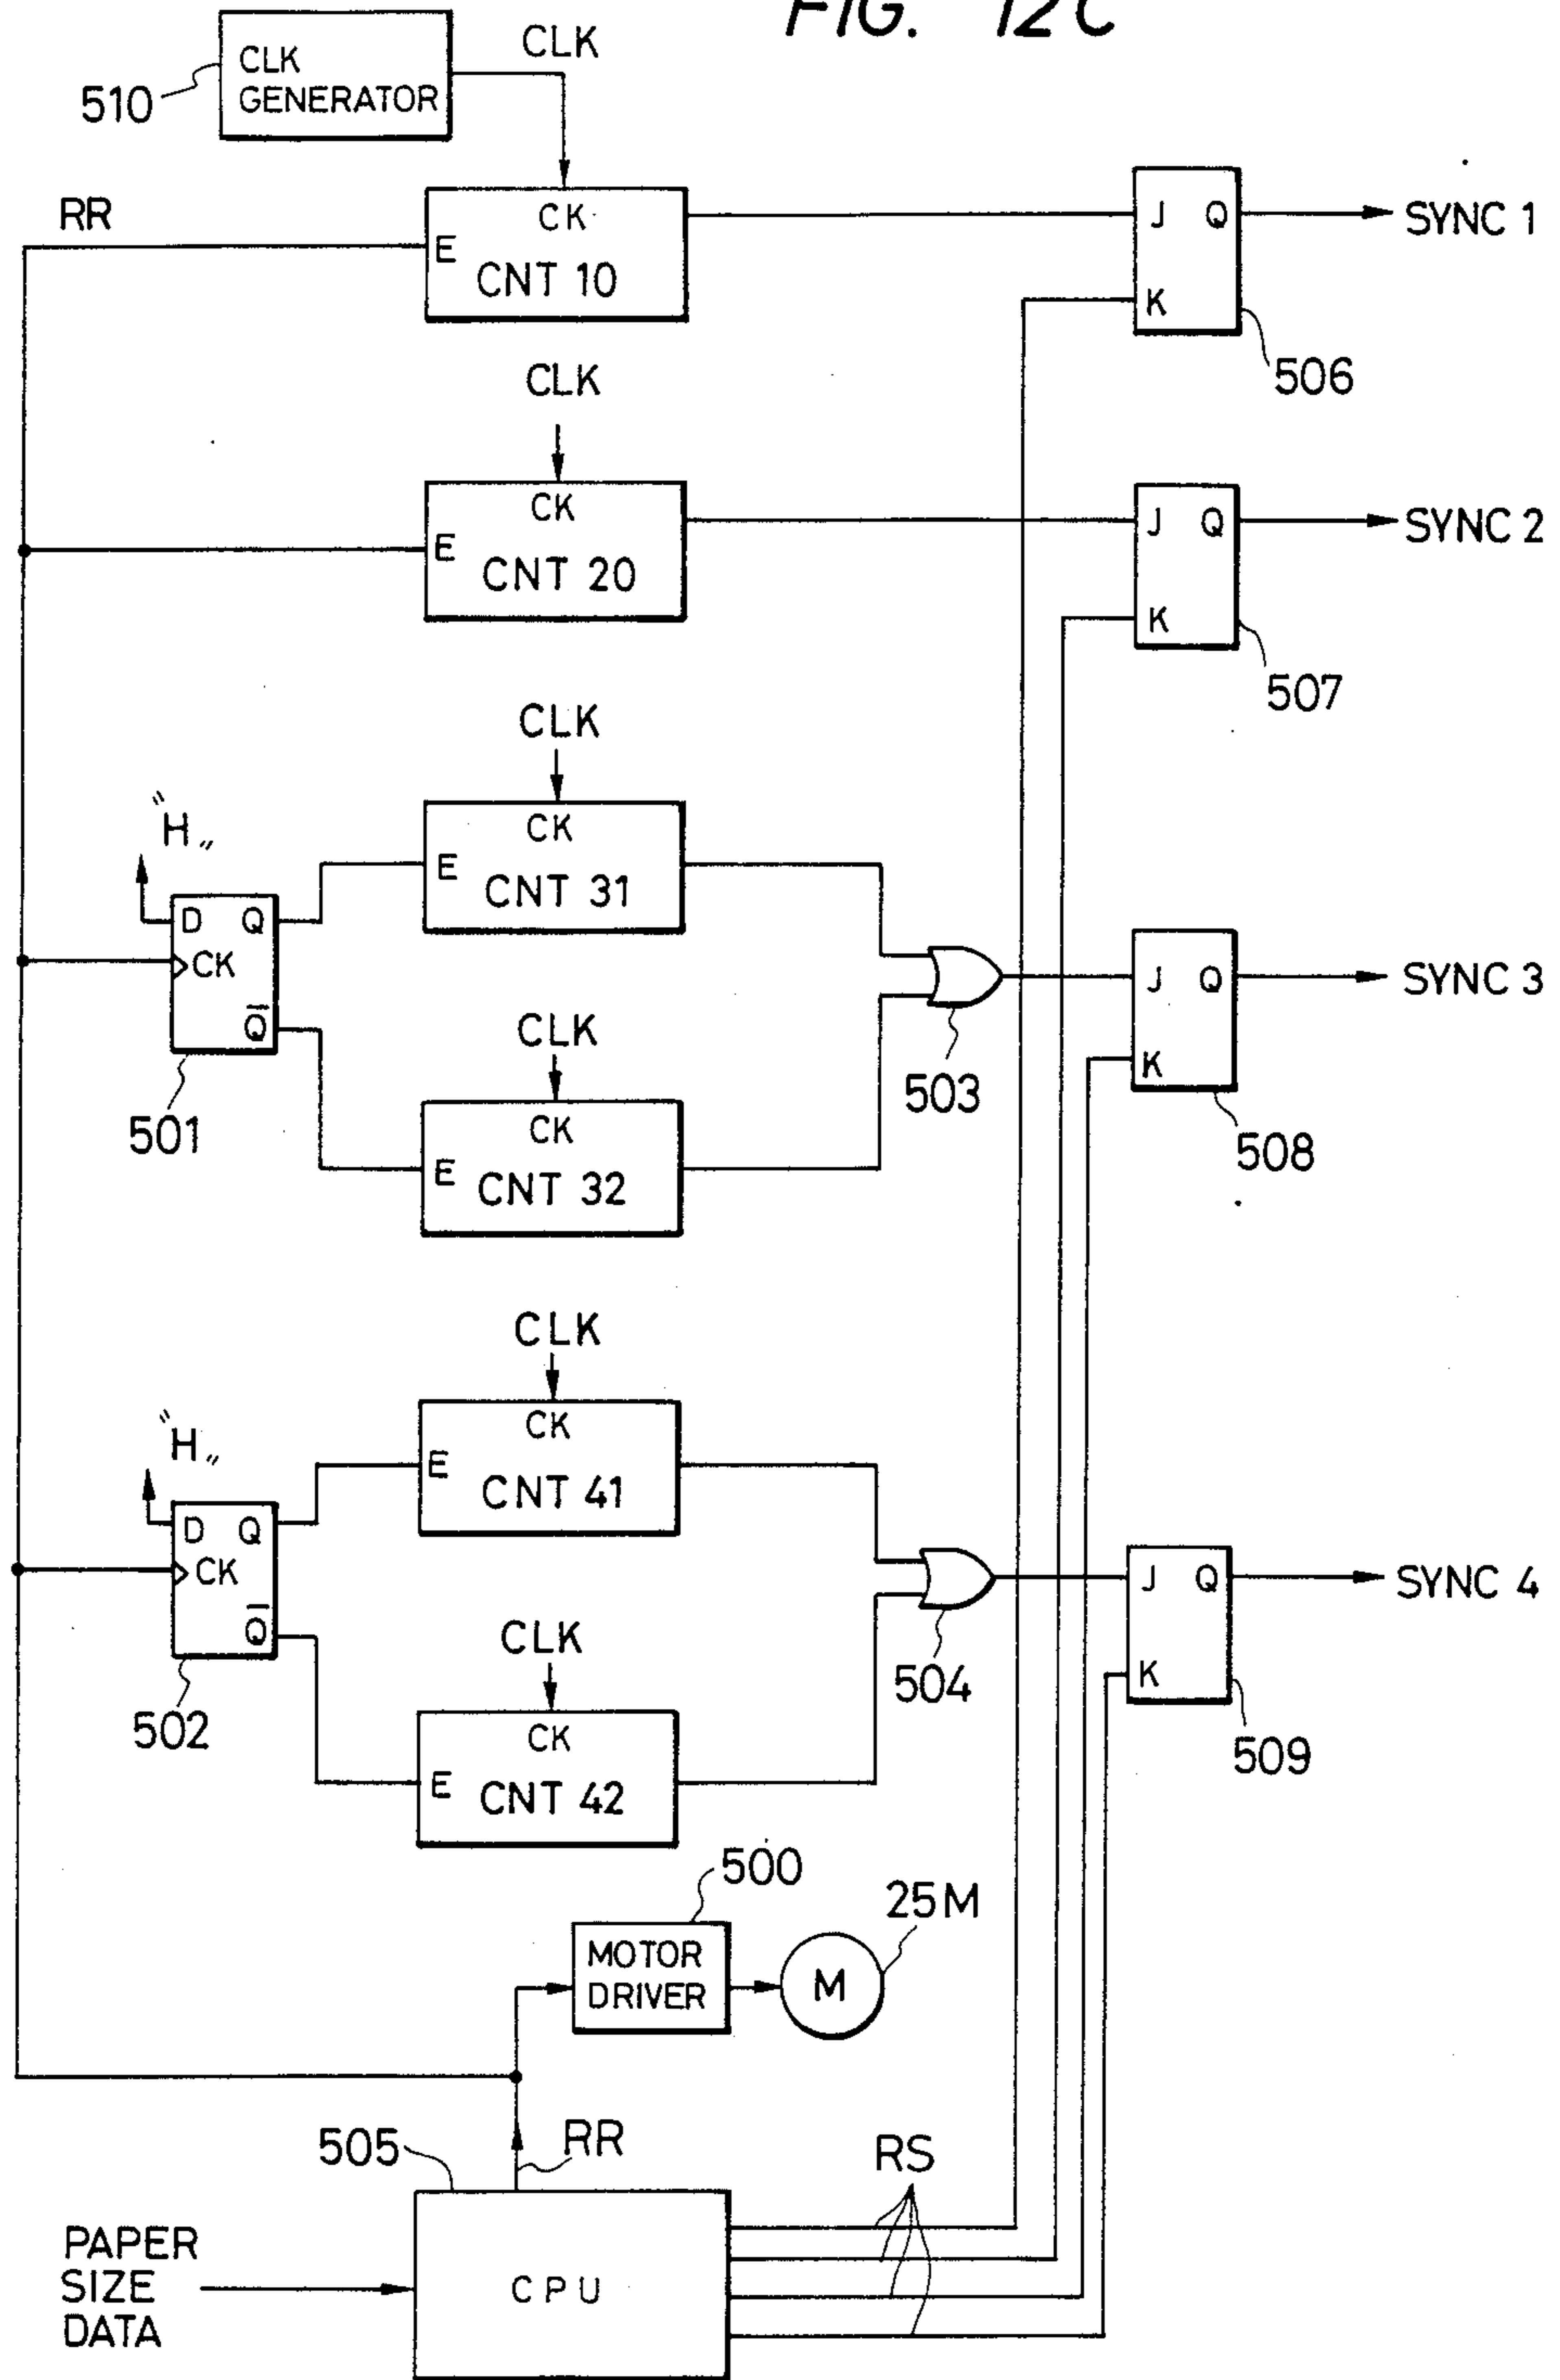 FIG. 12C
CLK
GENERATOR
CLK
510
RR
CK
E
CNT 10
J Q
K
SYNC 1
506
CLK
CK
E
CNT 20
J Q
K
SYNC 2
507
CLK
"H„
CK
E
CNT 31
D Q
CK
Q̅
501
CLK
CK
E
CNT 32
503
J Q
K
SYNC 3
508
CLK
"H„
CK
E
CNT 41
D Q
CK
Q̅
502
CLK
CK
E
CNT 42
504
J Q
K
SYNC 4
509
500
MOTOR
DRIVER
25M
M
505
RR
RS
PAPER
SIZE
DATA
CPU